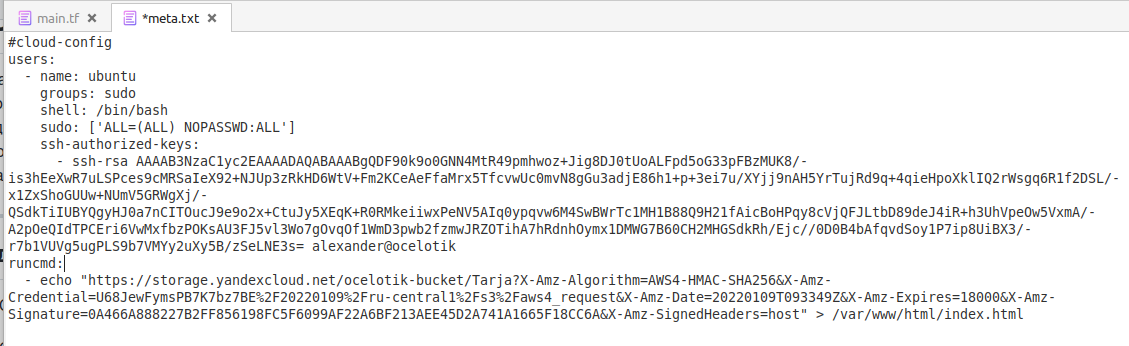 main.tf
*meta.txt
#cloud-config
users:
  - name: ubuntu
    groups: sudo
    shell: /bin/bash
    sudo: ['ALL=(ALL) NOPASSWD:ALL']
    ssh-authorized-keys:
      - ssh-rsa AAAAB3NzaC1yc2EAAAADAQABAAABgQDF90k9o0GNN4MtR49pmhwoz+Jig8DJ0tUoALFpd5oG33pFBzMUK8/-
is3hEeXwR7uLSPces9cMRSaIeX92+NJUp3zRkHD6WtV+Fm2KCeAeFfaMrx5TfcvwUc0mvN8gGu3adjE86h1+p+3ei7u/XYjj9nAH5YrTujRd9q+4qieHpoXklIQ2rWsgq6R1f2DSL/-
x1ZxShoGUUw+NUmV5GRWgXj/-
QSdkTiIUBYQgyHJ0a7nCITOucJ9e9o2x+CtuJy5XEqK+R0RMkeiiwxPeNV5AIq0ypqvw6M4SwBWrTc1MH1B88Q9H21fAicBoHPqy8cVjQFJLtbD89deJ4iR+h3UhVpeOw5VxmA/-
A2pOeQIdTPCEri6VwMxfbzPOKsAU3FJ5vl3Wo7gOvqOf1WmD3pwb2fzmwJRZOTihA7hRdnhOymx1DMWG7B60CH2MHGSdkRh/Ejc//0D0B4bAfqvdSoy1P7ip8UiBX3/-
r7b1VUVg5ugPLS9b7VMYy2uXy5B/zSeLNE3s= alexander@ocelotik
runcmd:
  - echo "https://storage.yandexcloud.net/ocelotik-bucket/Tarja?X-Amz-Algorithm=AWS4-HMAC-SHA256&X-Amz-
Credential=U68JewFymsPB7K7bz7BE%2F20220109%2Fru-central1%2Fs3%2Faws4_request&X-Amz-Date=20220109T093349Z&X-Amz-Expires=18000&X-Amz-
Signature=0A466A888227B2FF856198FC5F6099AF22A6BF213AEE45D2A741A1665F18CC6A&X-Amz-SignedHeaders=host" > /var/www/html/index.html